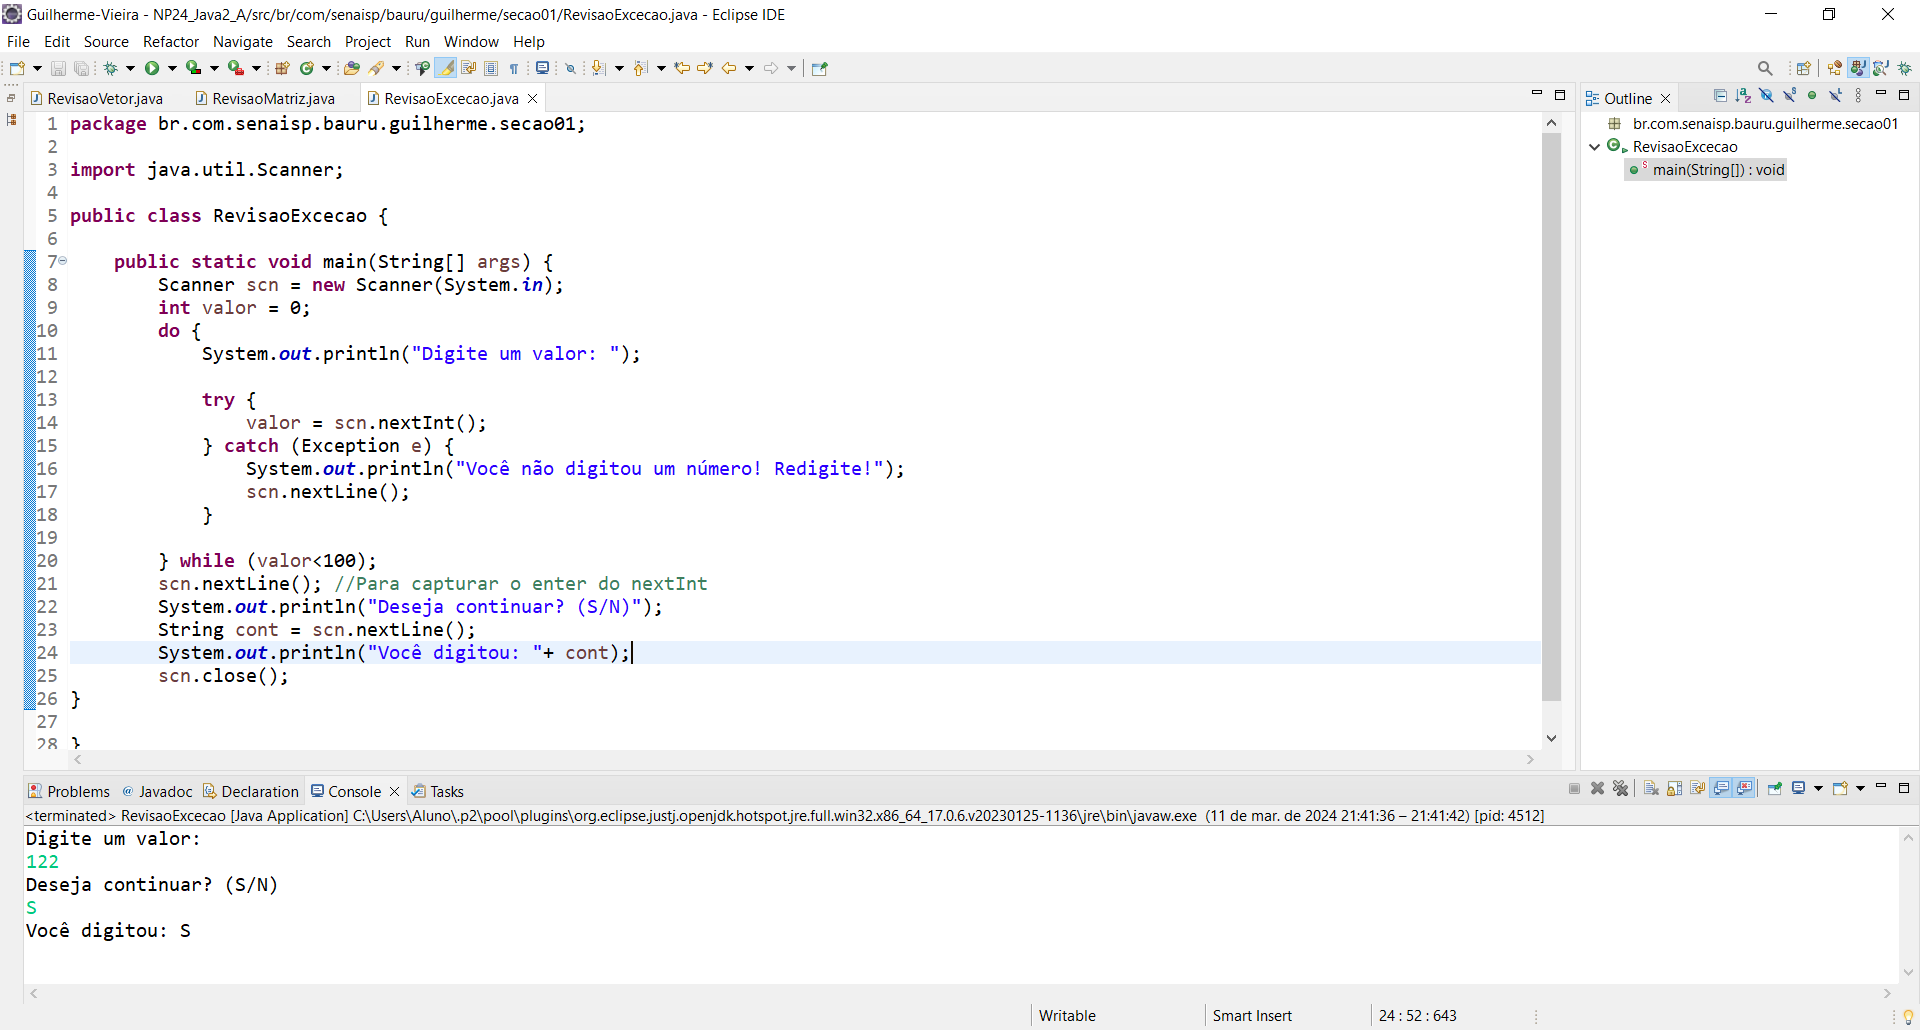 Guilherme-Vieira - NP24_Java2_A/src/br/com/senaisp/bauru/guilherme/secao01/RevisaoExcecao.java - Eclipse IDE
File Edit Source Refactor Navigate Search Project Run Window Help
RevisaoVetor.java RevisaoMatriz.java RevisaoExcecao.java
1 package br.com.senaisp.bauru.guilherme.secao01;
2
3 import java.util.Scanner;
4
5 public class RevisaoExcecao {
6
7 public static void main(String[] args) {
8 Scanner scn = new Scanner(System.in);
9 int valor = 0;
10 do {
11 System.out.println("Digite um valor: ");
12
13 try {
14 valor = scn.nextInt();
15 } catch (Exception e) {
16 System.out.println("Você não digitou um número! Redigite!");
17 scn.nextLine();
18 }
19
20 } while (valor<100);
21 scn.nextLine(); //Para capturar o enter do nextInt
22 System.out.println("Deseja continuar? (S/N)");
23 String cont = scn.nextLine();
24 System.out.println("Você digitou: "+ cont);
25 scn.close();
26 }
27
28 }
Outline
br.com.senaisp.bauru.guilherme.secao01
RevisaoExcecao
main(String[]) : void
Problems @ Javadoc Declaration Console Tasks
<terminated> RevisaoExcecao [Java Application] C:\Users\Aluno\.p2\pool\plugins\org.eclipse.justj.openjdk.hotspot.jre.full.win32.x86_64_17.0.6.v20230125-1136\jre\bin\javaw.exe (11 de mar. de 2024 21:41:36 – 21:41:42) [pid: 4512]
Digite um valor:
122
Deseja continuar? (S/N)
S
Você digitou: S
Writable Smart Insert 24 : 52 : 643